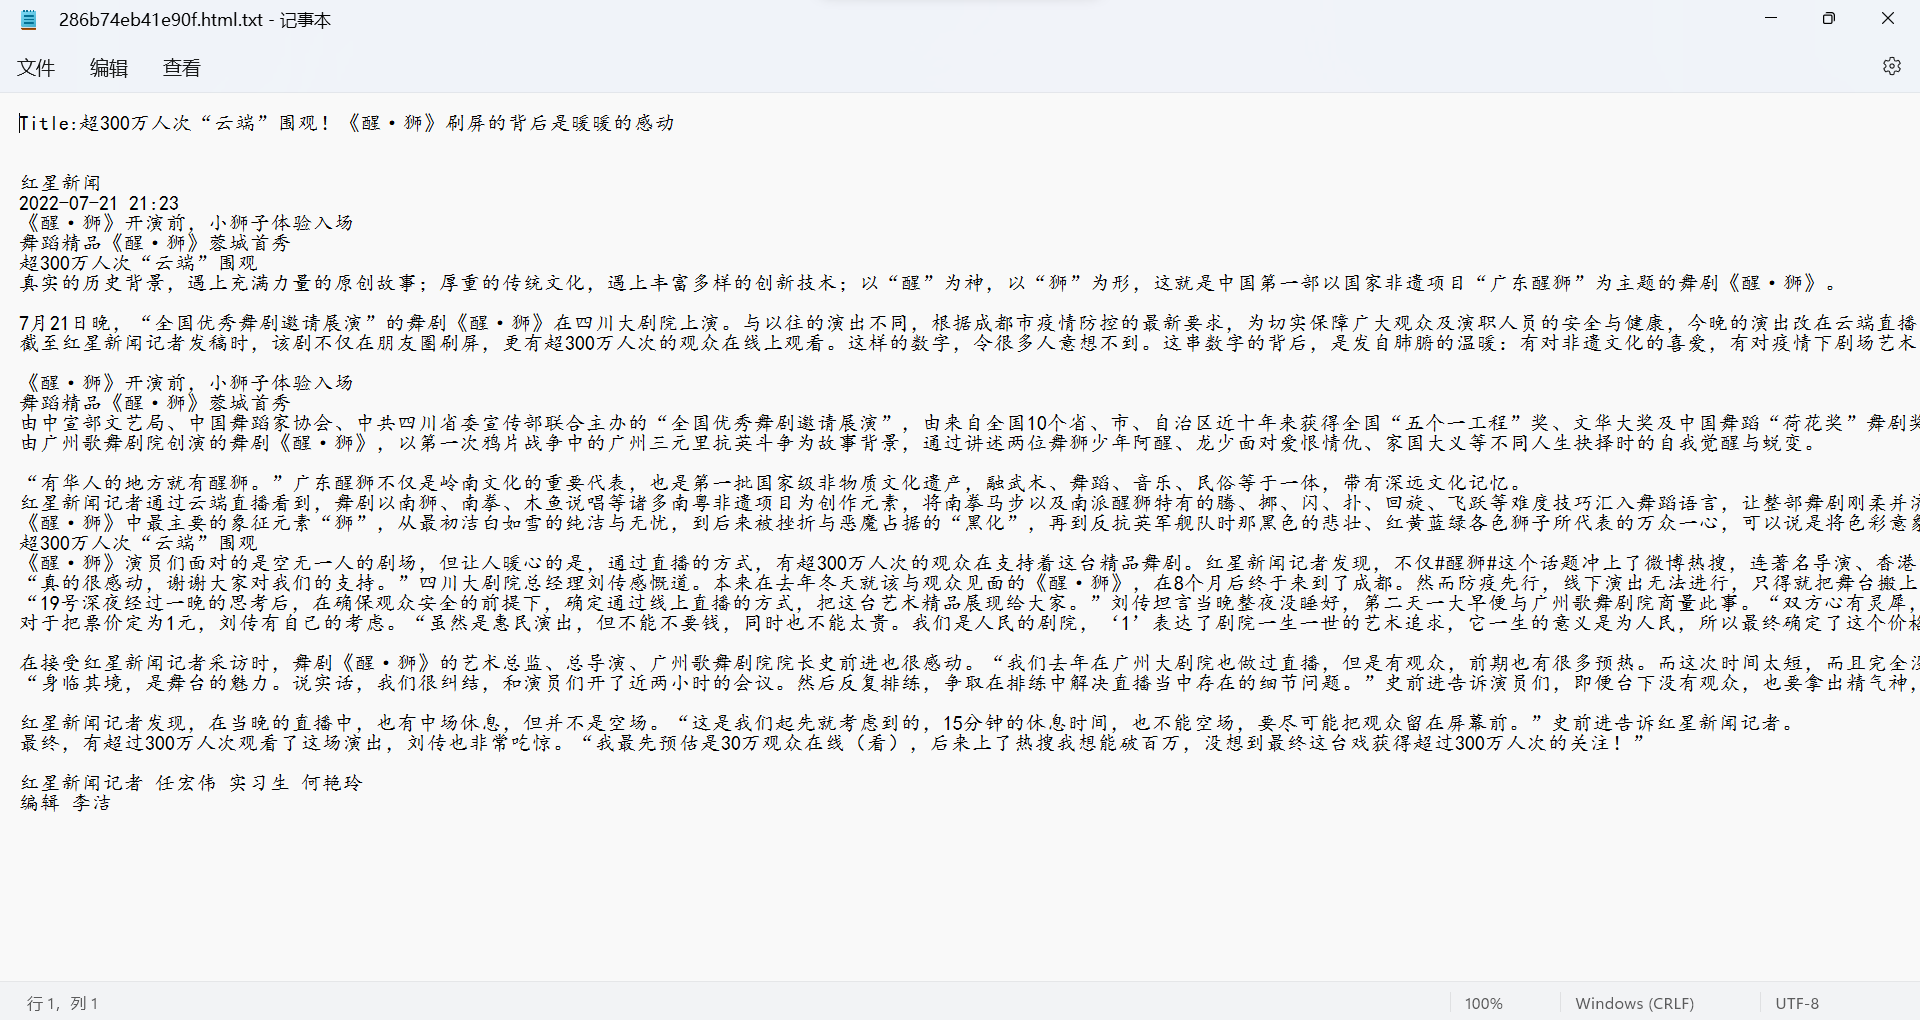 286b74eb41e90f.html.txt - 记事本
文件 编辑 查看
Title:超300万人次“云端”围观！《醒·狮》刷屏的背后是暖暖的感动
红星新闻
2022-07-21 21:23
《醒·狮》开演前，小狮子体验入场
舞蹈精品《醒·狮》蓉城首秀
超300万人次“云端”围观
真实的历史背景，遇上充满力量的原创故事；厚重的传统文化，遇上丰富多样的创新技术；以“醒”为神，以“狮”为形，这就是中国第一部以国家非遗项目“广东醒狮”为主题的舞剧《醒·狮》。
7月21日晚，“全国优秀舞剧邀请展演”的舞剧《醒·狮》在四川大剧院上演。与以往的演出不同，根据成都市疫情防控的最新要求，为切实保障广大观众及演职人员的安全与健康，今晚的演出改在云端直播
截至红星新闻记者发稿时，该剧不仅在朋友圈刷屏，更有超300万人次的观众在线上观看。这样的数字，令很多人意想不到。这串数字的背后，是发自肺腑的温暖：有对非遗文化的喜爱，有对疫情下剧场艺术
《醒·狮》开演前，小狮子体验入场
舞蹈精品《醒·狮》蓉城首秀
由中宣部文艺局、中国舞蹈家协会、中共四川省委宣传部联合主办的“全国优秀舞剧邀请展演”，由来自全国10个省、市、自治区近十年来获得全国“五个一工程”奖、文华大奖及中国舞蹈“荷花奖”舞剧奖
由广州歌舞剧院创演的舞剧《醒·狮》，以第一次鸦片战争中的广州三元里抗英斗争为故事背景，通过讲述两位舞狮少年阿醒、龙少面对爱恨情仇、家国大义等不同人生抉择时的自我觉醒与蜕变。
“有华人的地方就有醒狮。”广东醒狮不仅是岭南文化的重要代表，也是第一批国家级非物质文化遗产，融武术、舞蹈、音乐、民俗等于一体，带有深远文化记忆。
红星新闻记者通过云端直播看到，舞剧以南狮、南拳、木鱼说唱等诸多南粤非遗项目为创作元素，将南拳马步以及南派醒狮特有的腾、挪、闪、扑、回旋、飞跃等难度技巧汇入舞蹈语言，让整部舞剧刚柔并济
《醒·狮》中最主要的象征元素“狮”，从最初洁白如雪的纯洁与无忧，到后来被挫折与恶魔占据的“黑化”，再到反抗英军舰队时那黑色的悲壮、红黄蓝绿各色狮子所代表的万众一心，可以说是将色彩意象
超300万人次“云端”围观
《醒·狮》演员们面对的是空无一人的剧场，但让人暖心的是，通过直播的方式，有超300万人次的观众在支持着这台精品舞剧。红星新闻记者发现，不仅#醒狮#这个话题冲上了微博热搜，连著名导演、香港
“真的很感动，谢谢大家对我们的支持。”四川大剧院总经理刘传感慨道。本来在去年冬天就该与观众见面的《醒·狮》，在8个月后终于来到了成都。然而防疫先行，线下演出无法进行，只得就把舞台搬上
“19号深夜经过一晚的思考后，在确保观众安全的前提下，确定通过线上直播的方式，把这台艺术精品展现给大家。”刘传坦言当晚整夜没睡好，第二天一大早便与广州歌舞剧院商量此事。“双方心有灵犀，
对于把票价定为1元，刘传有自己的考虑。“虽然是惠民演出，但不能不要钱，同时也不能太贵。我们是人民的剧院，‘1’表达了剧院一生一世的艺术追求，它一生的意义是为人民，所以最终确定了这个价格
在接受红星新闻记者采访时，舞剧《醒·狮》的艺术总监、总导演、广州歌舞剧院院长史前进也很感动。“我们去年在广州大剧院也做过直播，但是有观众，前期也有很多预热。而这次时间太短，而且完全没
“身临其境，是舞台的魅力。说实话，我们很纠结，和演员们开了近两小时的会议。然后反复排练，争取在排练中解决直播当中存在的细节问题。”史前进告诉演员们，即便台下没有观众，也要拿出精气神，
红星新闻记者发现，在当晚的直播中，也有中场休息，但并不是空场。“这是我们起先就考虑到的，15分钟的休息时间，也不能空场，要尽可能把观众留在屏幕前。”史前进告诉红星新闻记者。
最终，有超过300万人次观看了这场演出，刘传也非常吃惊。“我最先预估是30万观众在线（看），后来上了热搜我想能破百万，没想到最终这台戏获得超过300万人次的关注！”
红星新闻记者 任宏伟 实习生 何艳玲
编辑 李洁
行 1，列 1 100% Windows (CRLF) UTF-8